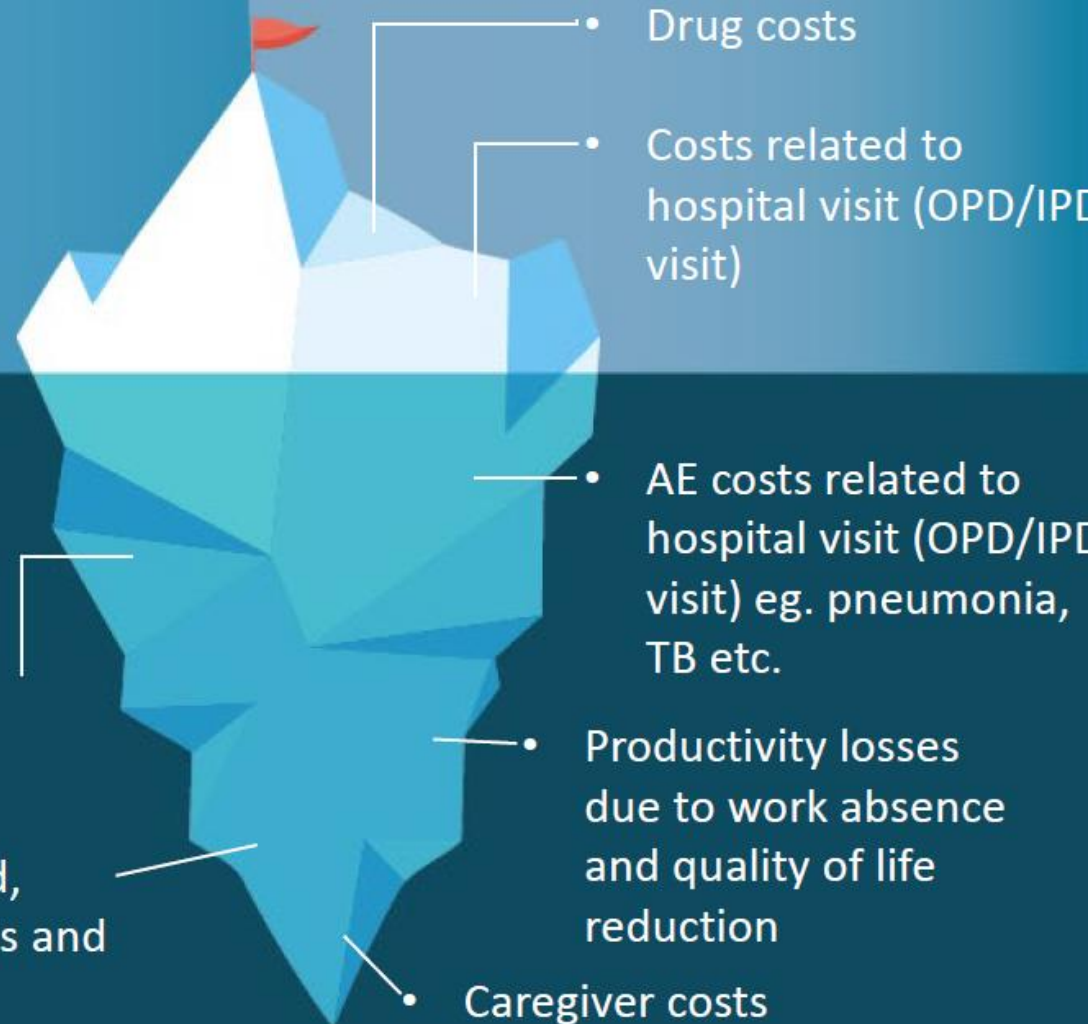 • Drug costs
• Costs related to
hospital visit (OPD/IPD
visit)
• AE costs related to
hospital visit (OPD/IPD
visit) eg. pneumonia,
TB etc.
• Productivity losses
due to work absence
and quality of life
reduction
s and
• Caregiver costs